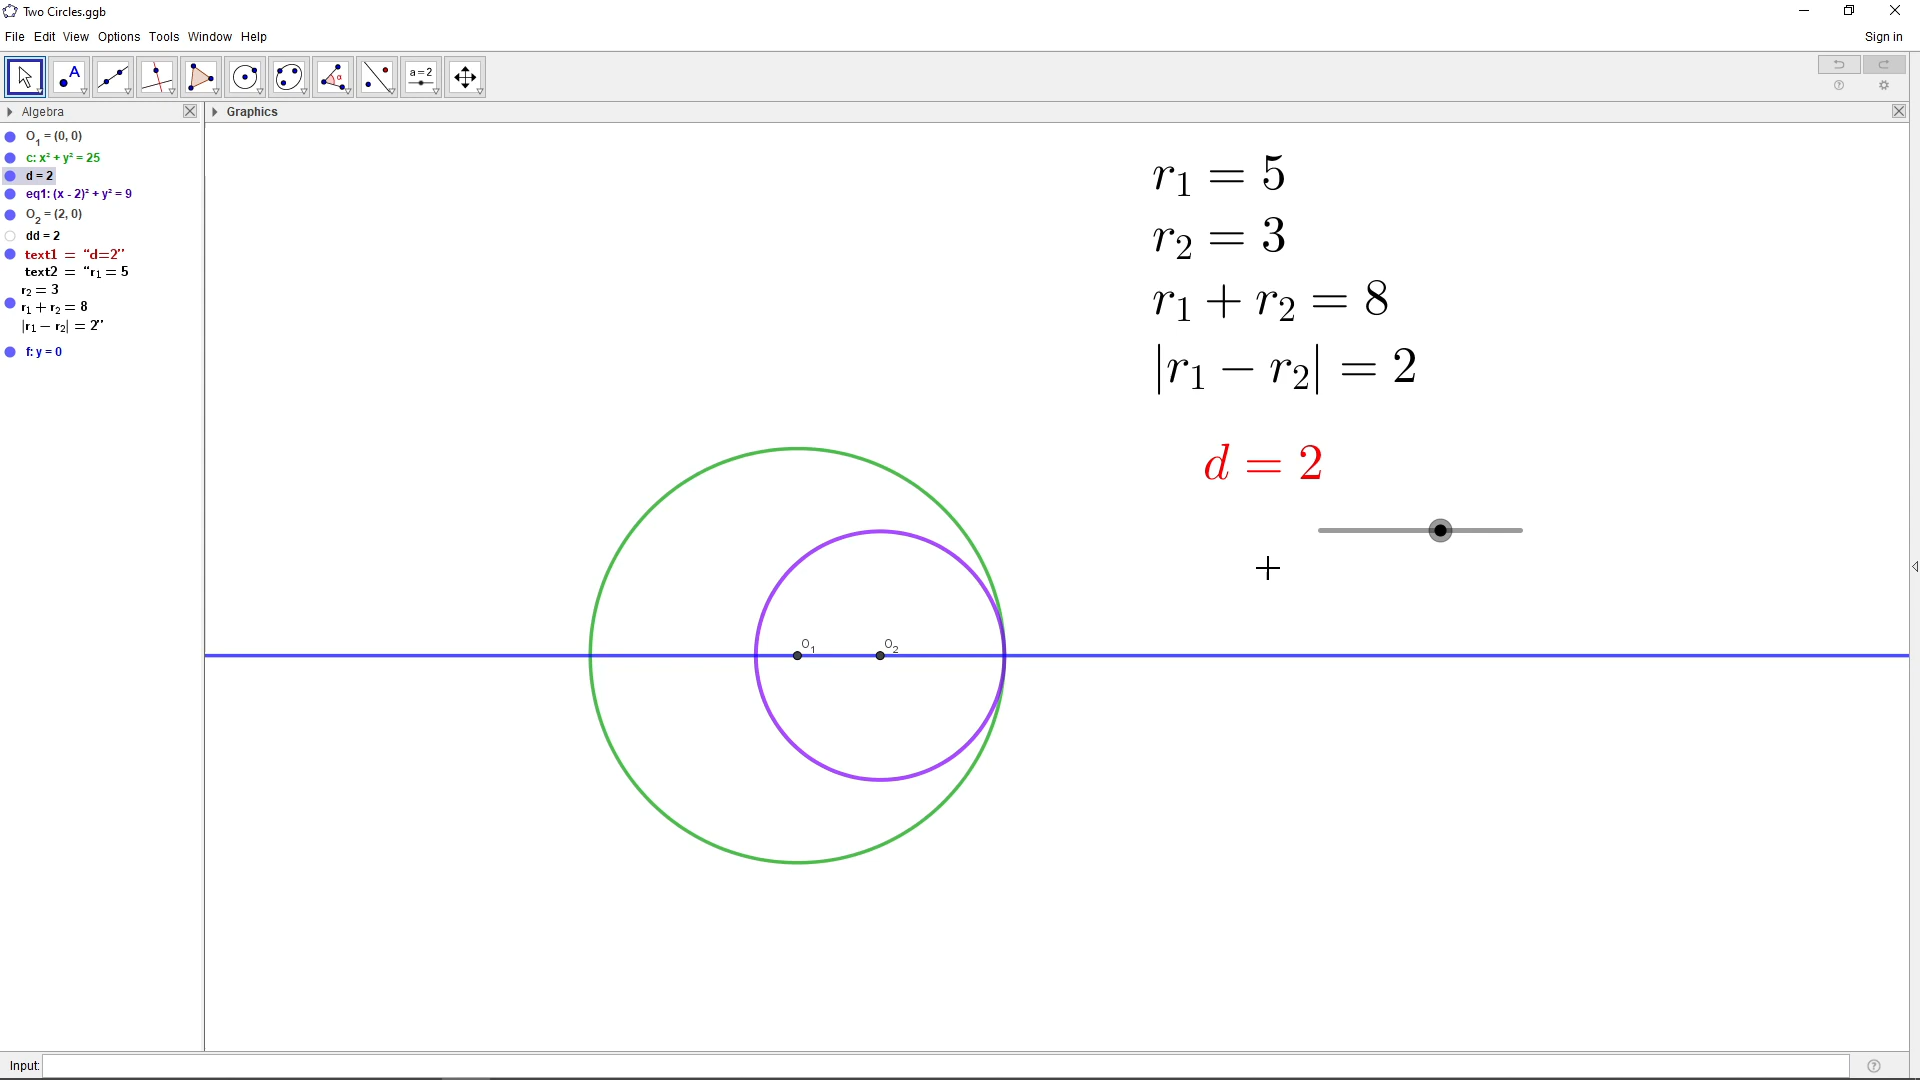 Two Circles.ggb
File Edit View Options Tools Window Help
Sign in
A
α
a=2
Algebra
Graphics
O₁ = (0, 0)
c: x² + y² = 25
d = 2
eq1: (x - 2)² + y² = 9
O₂ = (2, 0)
dd = 2
text1 = “d=2”
text2 = “r₁ = 5
r₂ = 3
r₁ + r₂ = 8
|r₁ − r₂| = 2”
f: y = 0
r₁ = 5
r₂ = 3
r₁ + r₂ = 8
|r₁ − r₂| = 2
d = 2
O₁
O₂
Input: